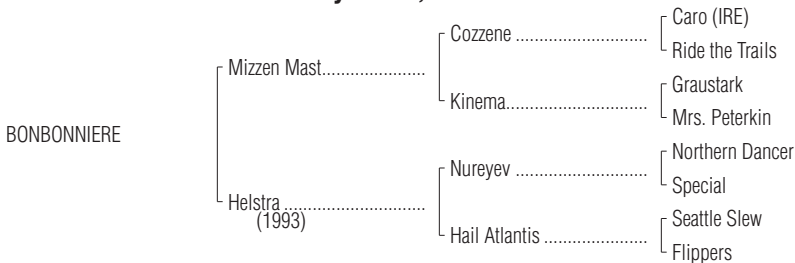 Caro (IRE)
Cozzene ..............................
Ride the Trails
Mizzen Mast.......................
Graustark
Kinema................................
Mrs. Peterkin
BONBONNIERE
Northern Dancer
Nureyev ..............................
Special
Helstra ................................
(1993)
Seattle Slew
Hail Atlantis .......................
Flippers